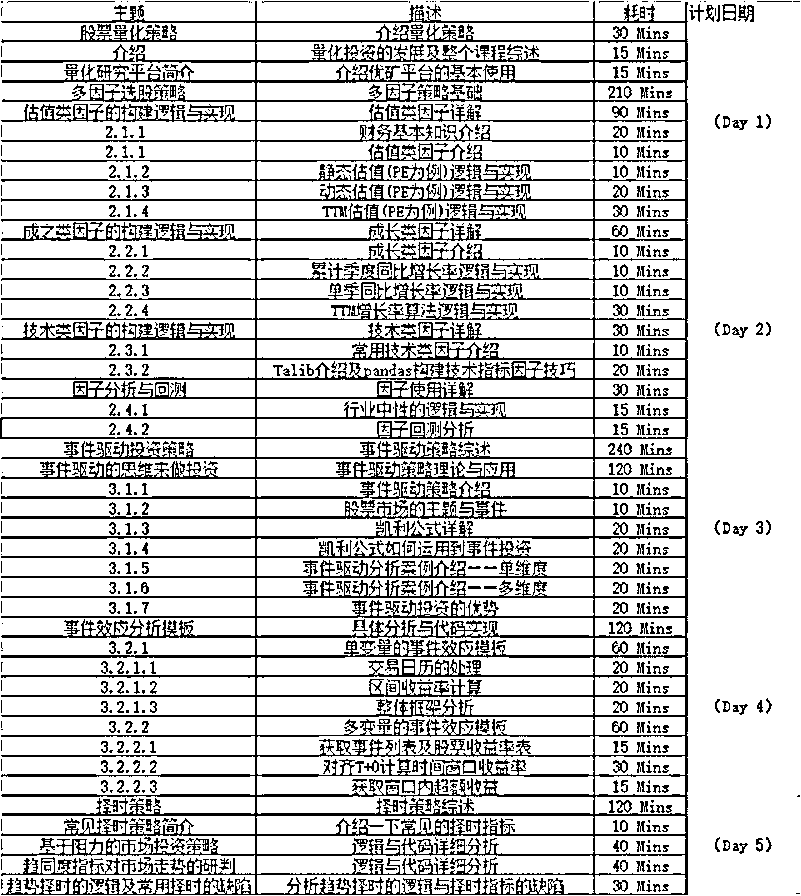 主题 描述 耗时 计划日期
股票量化策略 介绍量化策略 30 Mins
介绍 量化投资的发展及整个课程综述 15 Mins
量化研究平台简介 介绍优矿平台的基本使用 15 Mins
多因子选股策略 多因子策略基础 210 Mins
估值类因子的构建逻辑与实现 估值类因子详解 90 Mins
(Day 1)
2.1.1 财务基本知识介绍 20 Mins
2.1.1 估值类因子介绍 10 Mins
2.1.2 静态估值(PE为例)逻辑与实现 10 Mins
2.1.3 动态估值(PE为例)逻辑与实现 20 Mins
2.1.4 TTM估值(PE为例)逻辑与实现 30 Mins
成之类因子的构建逻辑与实现 成长类因子详解 60 Mins
2.2.1 成长类因子介绍 10 Mins
2.2.2 累计季度同比增长率逻辑与实现 10 Mins
2.2.3 单季同比增长率逻辑与实现 10 Mins
2.2.4 TTM增长率算法逻辑与实现 30 Mins
技术类因子的构建逻辑与实现 技术类因子详解 30 Mins (Day 2)
2.3.1 常用技术类因子介绍 10 Mins
2.3.2 Talib介绍及pandas构建技术指标因子技巧 20 Mins
因子分析与回测 因子使用详解 30 Mins
2.4.1 行业中性的逻辑与实现 15 Mins
2.4.2 因子回测分析 15 Mins
事件驱动投资策略 事件驱动策略综述 240 Mins
事件驱动的思维来做投资 事件驱动策略理论与应用 120 Mins
3.1.1 事件驱动策略介绍 10 Mins
3.1.2 股票市场的主题与事件 10 Mins
3.1.3 凯利公式详解 20 Mins (Day 3)
3.1.4 凯利公式如何运用到事件投资 20 Mins
3.1.5 事件驱动分析案例介绍——单维度 20 Mins
3.1.6 事件驱动分析案例介绍——多维度 20 Mins
3.1.7 事件驱动投资的优势 20 Mins
事件效应分析模板 具体分析与代码实现 120 Mins
3.2.1 单变量的事件效应模板 60 Mins
3.2.1.1 交易日历的处理 20 Mins
3.2.1.2 区间收益率计算 20 Mins
3.2.1.3 整体框架分析 20 Mins (Day 4)
3.2.2 多变量的事件效应模板 60 Mins
3.2.2.1 获取事件列表及股票收益率表 15 Mins
3.2.2.2 对齐T+0计算时间窗口收益率 30 Mins
3.2.2.3 获取窗口内超额收益 15 Mins
择时策略 择时策略综述 120 Mins
常见择时策略简介 介绍一下常见的择时指标 10 Mins
基于阻力的市场投资策略 逻辑与代码详细分析 40 Mins (Day 5)
趋同度指标对市场走势的研判 逻辑与代码详细分析 40 Mins
趋势择时的逻辑及常用择时的缺陷 分析趋势择时的逻辑与择时指标的缺陷 30 Mins